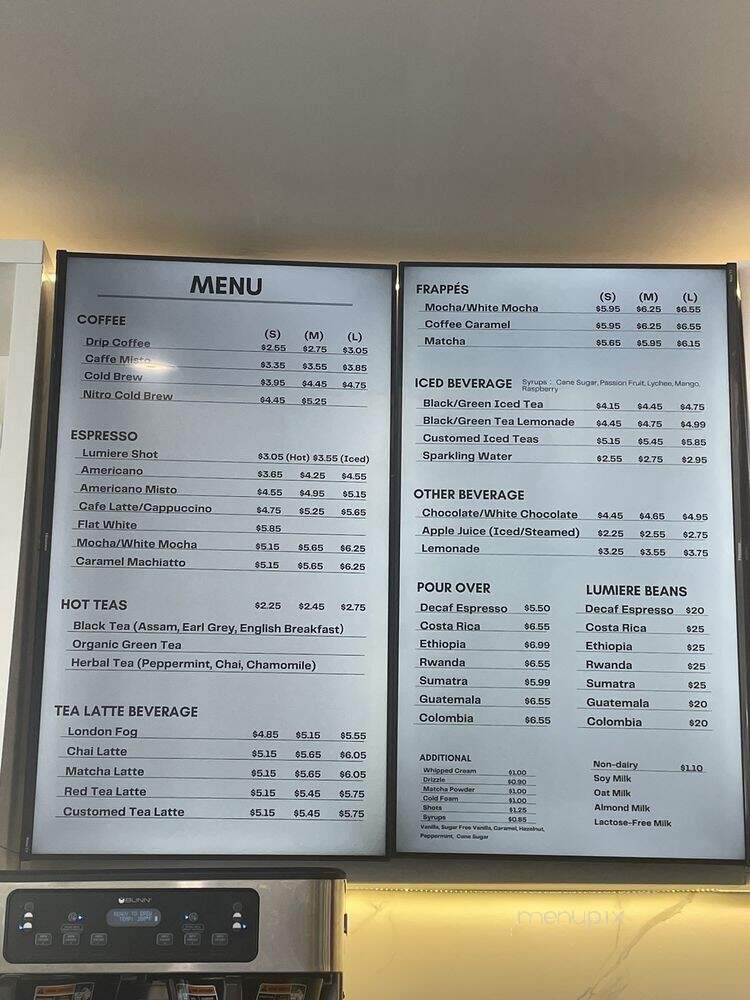 MENU
COFFEE
(S) (M) (L)
Drip Coffee $2.55 $2.75 $3.05
Caffe Misto $3.35 $3.55 $3.85
Cold Brew $3.95 $4.45 $4.75
Nitro Cold Brew $4.45 $5.25
ESPRESSO
Lumiere Shot $3.05 (Hot) $3.55 (Iced)
Americano $3.65 $4.25 $4.55
Americano Misto $4.55 $4.95 $5.15
Cafe Latte/Cappuccino $4.75 $5.25 $5.65
Flat White $5.85
Mocha/White Mocha $5.15 $5.65 $6.25
Caramel Machiatto $5.15 $5.65 $6.25
HOT TEAS $2.25 $2.45 $2.75
Black Tea (Assam, Earl Grey, English Breakfast)
Organic Green Tea
Herbal Tea (Peppermint, Chai, Chamomile)
TEA LATTE BEVERAGE
London Fog $4.85 $5.15 $5.55
Chai Latte $5.15 $5.65 $6.05
Matcha Latte $5.15 $5.65 $6.05
Red Tea Latte $5.15 $5.45 $5.75
Customed Tea Latte $5.15 $5.45 $5.75
FRAPPÉS
(S) (M) (L)
Mocha/White Mocha $5.95 $6.25 $6.55
Coffee Caramel $5.95 $6.25 $6.55
Matcha $5.65 $5.95 $6.15
ICED BEVERAGE Syrups : Cane Sugar, Passion Fruit, Lychee, Mango,
Raspberry
Black/Green Iced Tea $4.15 $4.45 $4.75
Black/Green Tea Lemonade $4.45 $4.75 $4.99
Customed Iced Teas $5.15 $5.45 $5.85
Sparkling Water $2.55 $2.75 $2.95
OTHER BEVERAGE
Chocolate/White Chocolate $4.45 $4.65 $4.95
Apple Juice (Iced/Steamed) $2.25 $2.55 $2.75
Lemonade $3.25 $3.55 $3.75
POUR OVER
Decaf Espresso $5.50
Costa Rica $6.55
Ethiopia $6.99
Rwanda $6.55
Sumatra $5.99
Guatemala $6.55
Colombia $6.55
LUMIERE BEANS
Decaf Espresso $20
Costa Rica $25
Ethiopia $25
Rwanda $25
Sumatra $25
Guatemala $20
Colombia $20
ADDITIONAL
Whipped Cream $1.00
Drizzle $0.90
Matcha Powder $1.00
Cold Foam $1.00
Shots $1.25
Syrups $0.85
Vanilla, Sugar Free Vanilla, Caramel, Hazelnut,
Peppermint, Cane Sugar
Non-dairy $1.10
Soy Milk
Oat Milk
Almond Milk
Lactose-Free Milk
BUNN
READY TO BREW
menupix